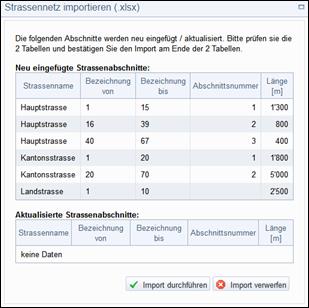 Strassennetz importieren (.xlsx)
Die folgenden Abschnitte werden neu eingefügt / aktualisiert. Bitte prüfen sie die
2 Tabellen und bestätigen Sie den Import am Ende der 2 Tabellen.
Neu eingefügte Strassenabschnitte:
Strassenname Bezeichnung von Bezeichnung bis Abschnittsnummer Länge [m]
Hauptstrasse 1 15 1 1'300
Hauptstrasse 16 39 2 800
Hauptstrasse 40 67 3 400
Kantonsstrasse 1 20 1 1'800
Kantonsstrasse 20 70 2 5'000
Landstrasse 1 10 2'500
Aktualisierte Strassenabschnitte:
Strassenname Bezeichnung von Bezeichnung bis Abschnittsnummer Länge [m]
keine Daten
Import durchführen Import verwerfen